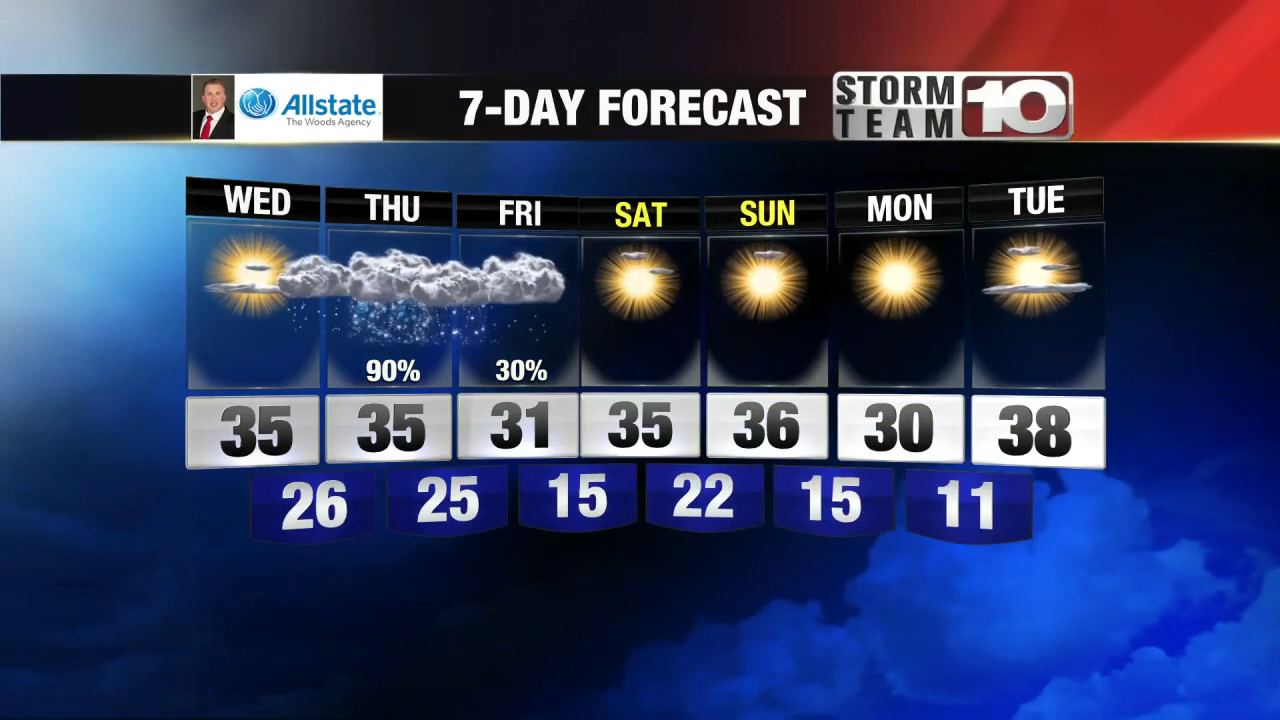 Allstate
The Woods Agency
7-DAY FORECAST
STORM
TEAM
10
WED THU FRI SAT SUN MON TUE
90% 30%
35 35 31 35 36 30 38
26 25 15 22 15 11